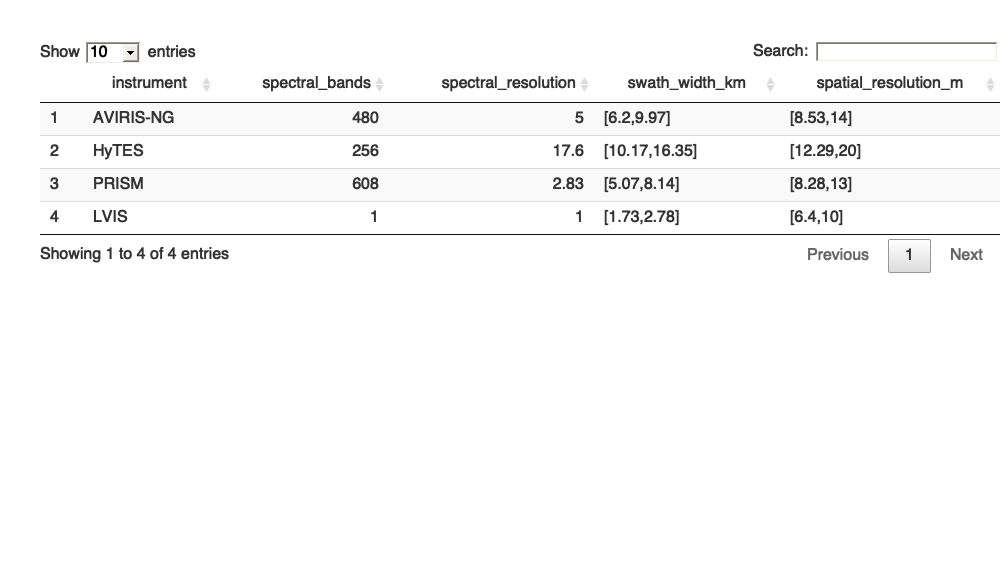 Show 10 entries Search:
instrument spectral_bands spectral_resolution swath_width_km spatial_resolution_m
1 AVIRIS-NG 480 5 [6.2,9.97] [8.53,14]
2 HyTES 256 17.6 [10.17,16.35] [12.29,20]
3 PRISM 608 2.83 [5.07,8.14] [8.28,13]
4 LVIS 1 1 [1.73,2.78] [6.4,10]
Showing 1 to 4 of 4 entries Previous 1 Next